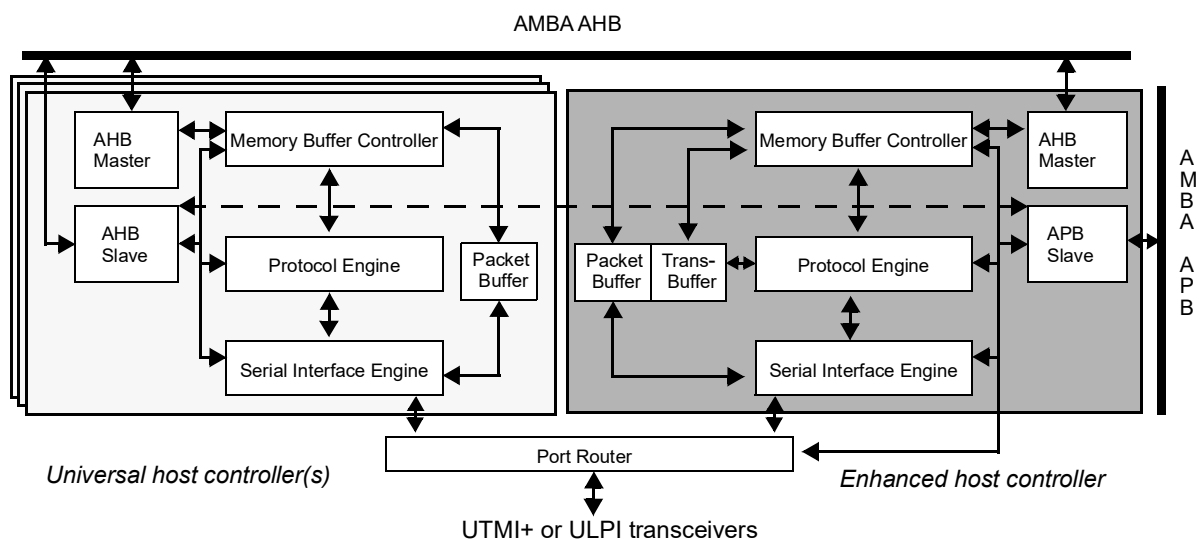 AMBA AHB
AHB
Master
Memory Buffer Controller
AHB
Slave
Protocol Engine
Packet
Buffer
Serial Interface Engine
Memory Buffer Controller
AHB
Master
Packet
Buffer
Trans-
Buffer
Protocol Engine
APB
Slave
Serial Interface Engine
AMBA APB
Port Router
Universal host controller(s)
Enhanced host controller
UTMI+ or ULPI transceivers